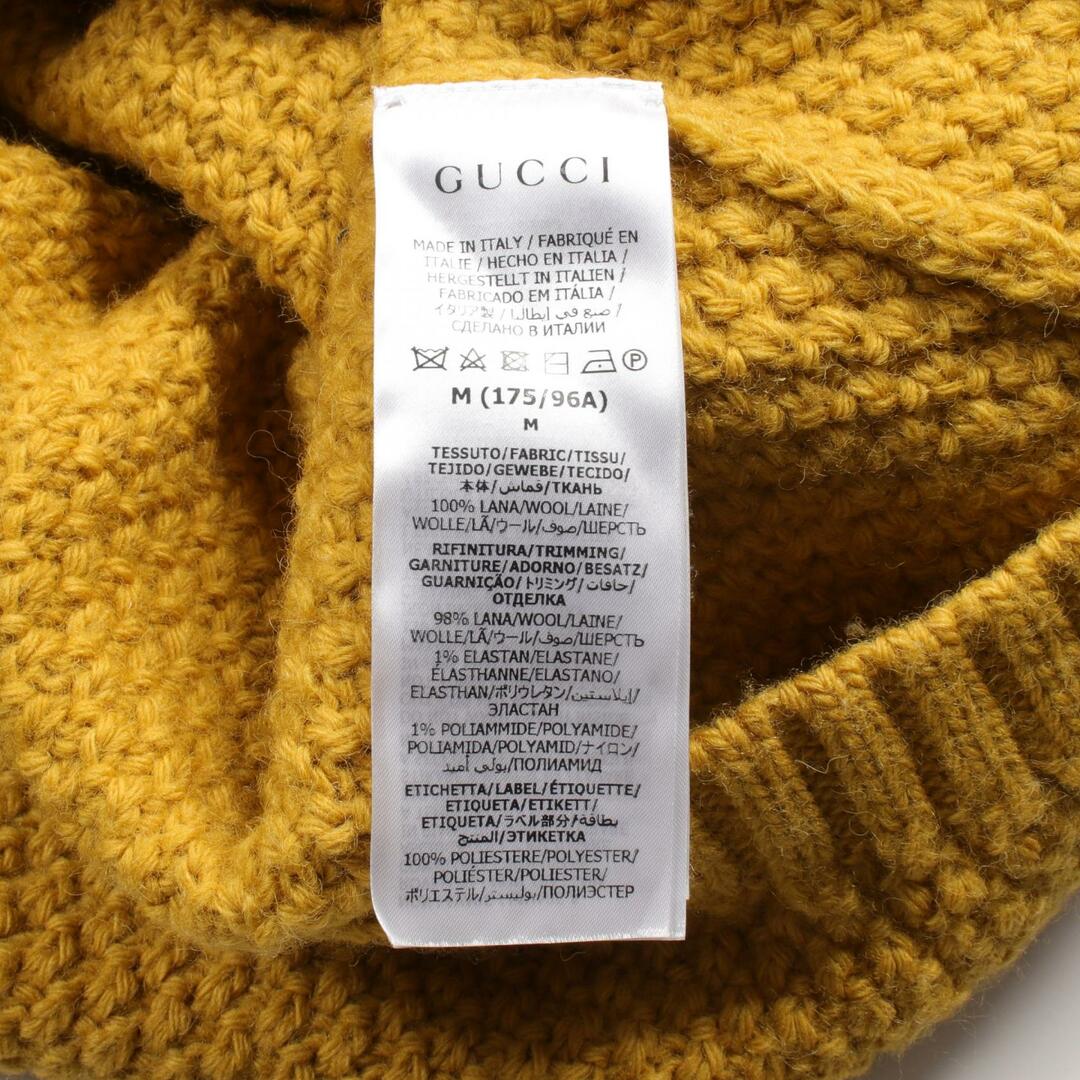 GUCCI
MADE IN ITALY / FABRIQUÉ EN
ITALIE / HECHO EN ITALIA /
HERGESTELLT IN ITALIEN /
FABRICADO EM ITÁLIA /
イタリア製 / صنع في إيطاليا /
СДЕЛАНО В ИТАЛИИ
P
M (175/96A)
M
TESSUTO/FABRIC/TISSU/
TEJIDO/GEWEBE/TECIDO/
本体/قماش/ТКАНЬ
100% LANA/WOOL/LAINE/
WOLLE/LÃ/ウール/صوف/ШЕРСТЬ
RIFINITURA/TRIMMING/
GARNITURE/ADORNO/BESATZ/
GUARNIÇÃO/トリミング/حافات/
ОТДЕЛКА
98% LANA/WOOL/LAINE/
WOLLE/LÃ/ウール/صوف/ШЕРСТЬ
1% ELASTAN/ELASTANE/
ÉLASTHANNE/ELASTANO/
ELASTHAN/ポリウレタン/إيلاستين/
ЭЛАСТАН
1% POLIAMMIDE/POLYAMIDE/
POLIAMIDA/POLYAMID/ナイロン/
بولي أميد/ПОЛИАМИД
ETICHETTA/LABEL/ÉTIQUETTE/
ETIQUETA/ETIKETT/
ETIQUETA/ラベル部分/بطاقة
المنتج/ЭТИКЕТКА
100% POLIESTERE/POLYESTER/
POLIÉSTER/POLIESTER/
ポリエステル/بوليستر/ПОЛИЭСТЕР